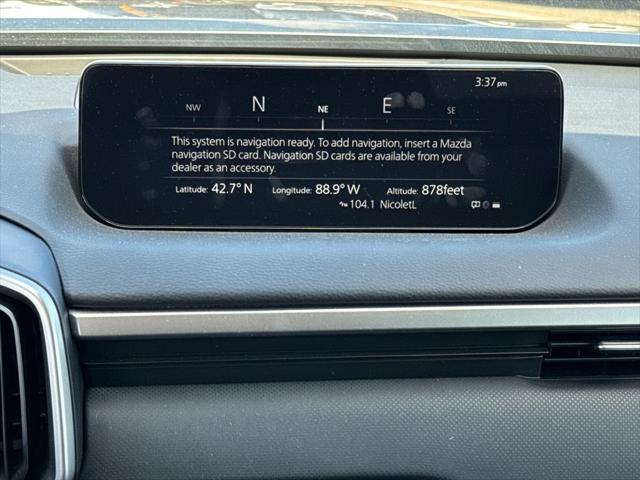 3:37pm
NW N NE E SE
This system is navigation ready. To add navigation, insert a Mazda
navigation SD card. Navigation SD cards are available from your
dealer as an accessory.
Latitude: 42.7° N Longitude: 88.9° W Altitude: 878feet
104.1 NicoletL 0